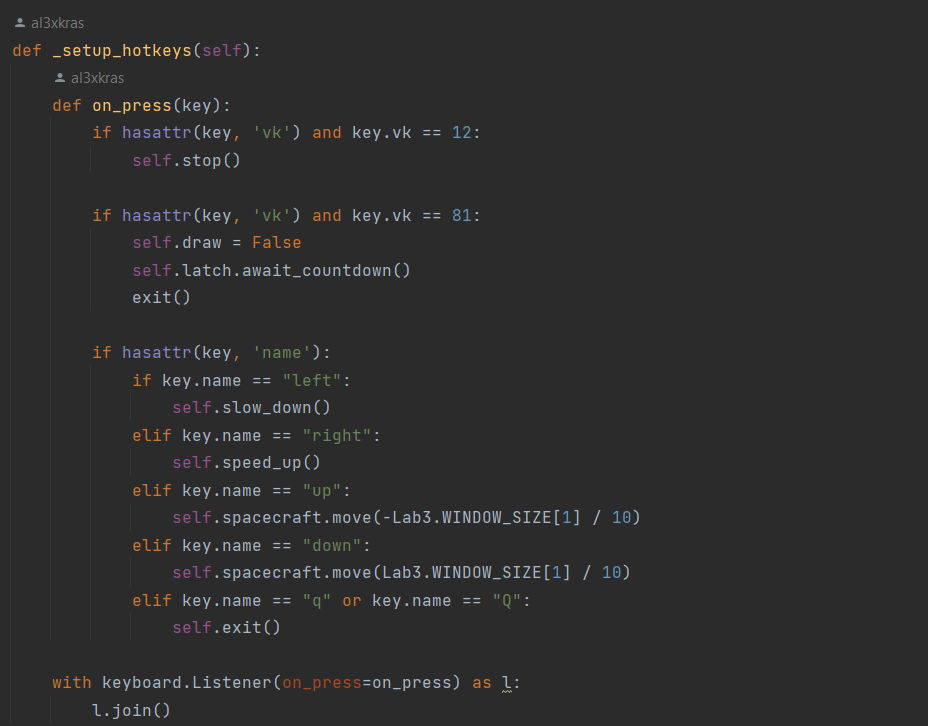 al3xkras
def _setup_hotkeys(self):
    al3xkras
    def on_press(key):
        if hasattr(key, 'vk') and key.vk == 12:
            self.stop()

        if hasattr(key, 'vk') and key.vk == 81:
            self.draw = False
            self.latch.await_countdown()
            exit()

        if hasattr(key, 'name'):
            if key.name == "left":
                self.slow_down()
            elif key.name == "right":
                self.speed_up()
            elif key.name == "up":
                self.spacecraft.move(-Lab3.WINDOW_SIZE[1] / 10)
            elif key.name == "down":
                self.spacecraft.move(Lab3.WINDOW_SIZE[1] / 10)
            elif key.name == "q" or key.name == "Q":
                self.exit()

    with keyboard.Listener(on_press=on_press) as l:
        l.join()